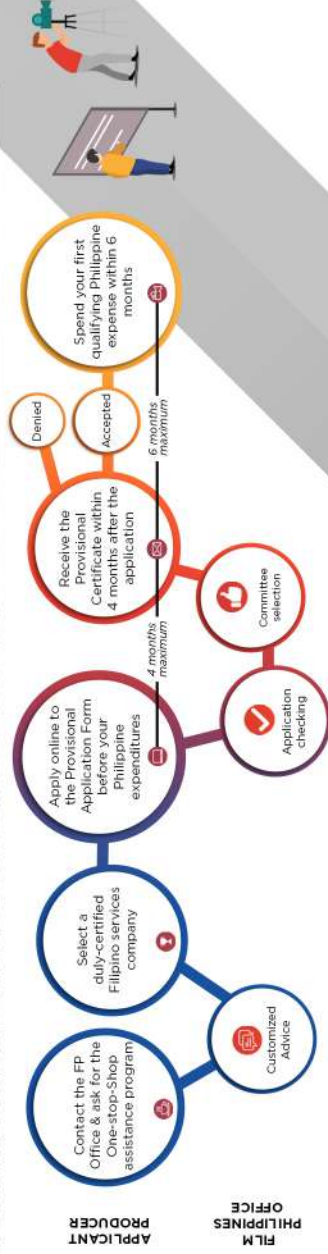 APPLICANT
PRODUCER
Contact the FP
Office & ask for the
One-stop-Shop
assistance program
Select a
duly-certified
Filipino services
company
Apply online to
the Provisional
Application Form
before your
Philippine
expenditures
4 months
maximum
Receive the
Provisional
Certificate within
4 months after the
application
Denied
Accepted
6 months
maximum
Spend your first
qualifying Philippine
expense within 6
months
FILM
PHILIPPINES
OFFICE
Customized
Advice
Application
checking
Committee
selection